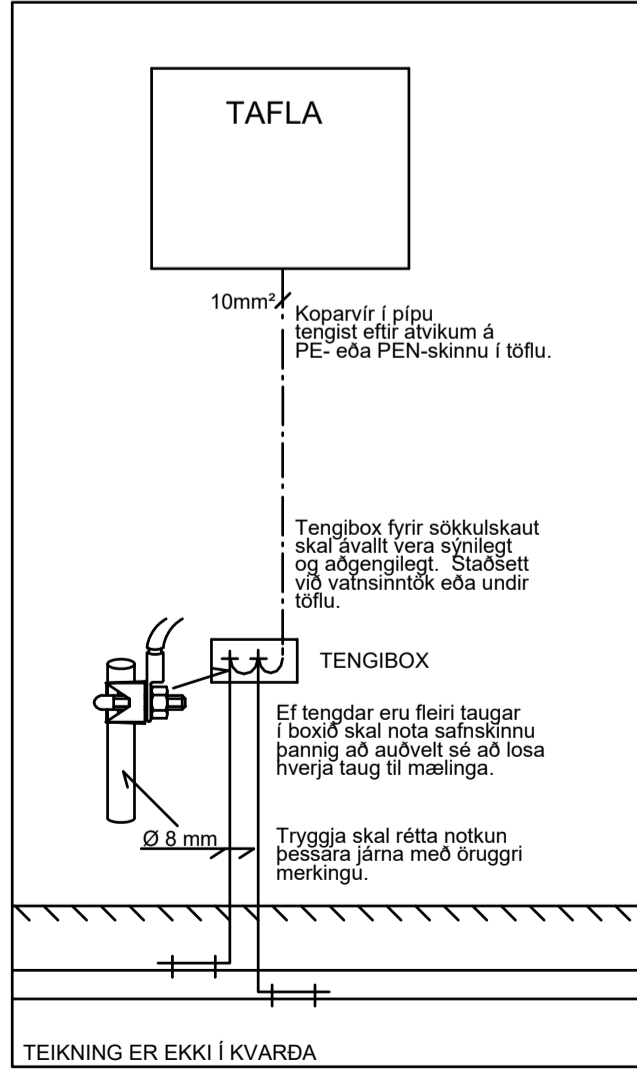 TAFLA
10mm²
Koparvír í pípu
tengist eftir atvikum á
PE- eða PEN-skinnu í töflu.
Tengibox fyrir sökkulskaut
skal ávallt vera sýnilegt
og aðgengilegt. Staðsett
við vatnsinntök eða undir
töflu.
TENGIBOX
Ef tengdar eru fleiri taugar
í boxið skal nota safnskinnu
þannig að auðvelt sé að losa
hverja taug til mælinga.
Ø 8 mm
Tryggja skal rétta notkun
þessara járna með öruggri
merkingu.
TEIKNING ER EKKI Í KVARÐA